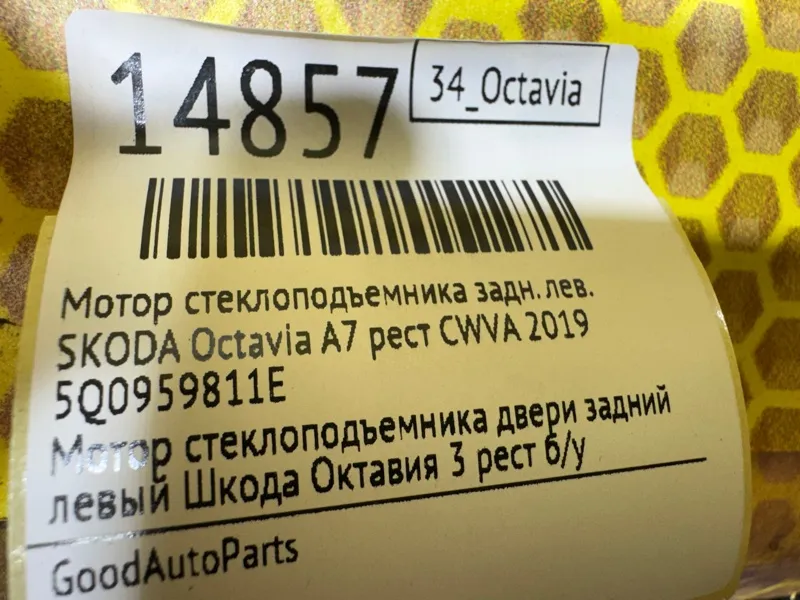 14857
34_Octavia
Мотор стеклоподъемника задн. лев.
SKODA Octavia A7 рест CWVA 2019
5Q0959811E
Мотор стеклоподъемника двери задний
левый Шкода Октавия 3 рест б/у
GoodAutoParts